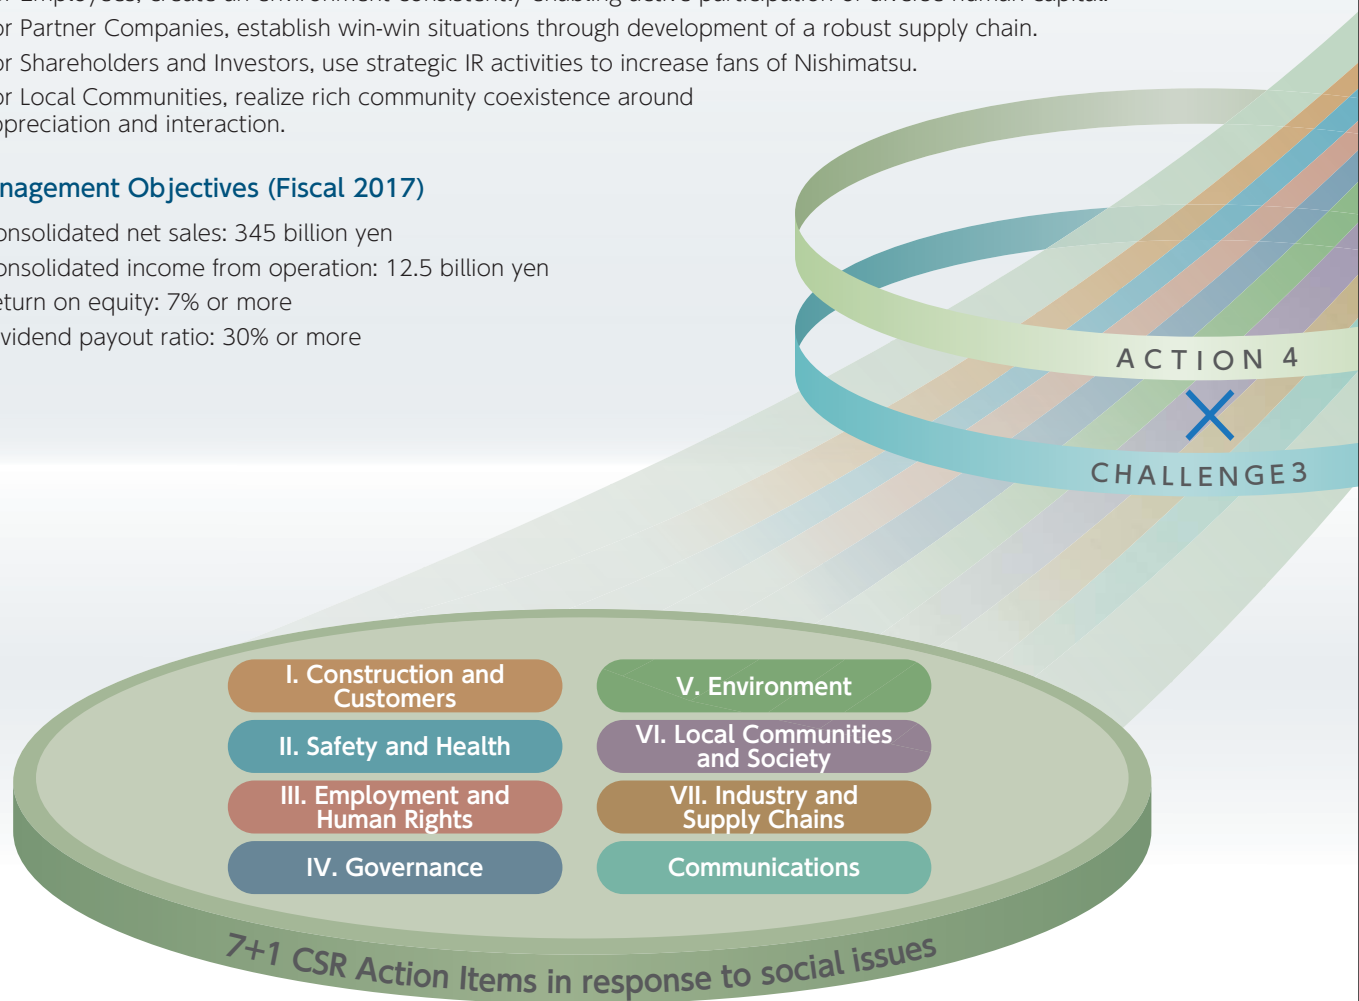 or Partner Companies, establish win-win situations through development of a robust supply chain.
or Shareholders and Investors, use strategic IR activities to increase fans of Nishimatsu.
or Local Communities, realize rich community coexistence around
preciation and interaction.
nagement Objectives (Fiscal 2017)
onsolidated net sales: 345 billion yen
onsolidated income from operation: 12.5 billion yen
eturn on equity: 7% or more
vidend payout ratio: 30% or more
ACTION 4
×
CHALLENGE3
I. Construction and
Customers
II. Safety and Health
III. Employment and
Human Rights
IV. Governance
V. Environment
VI. Local Communities
and Society
VII. Industry and
Supply Chains
Communications
7+1 CSR Action Items in response to social issues